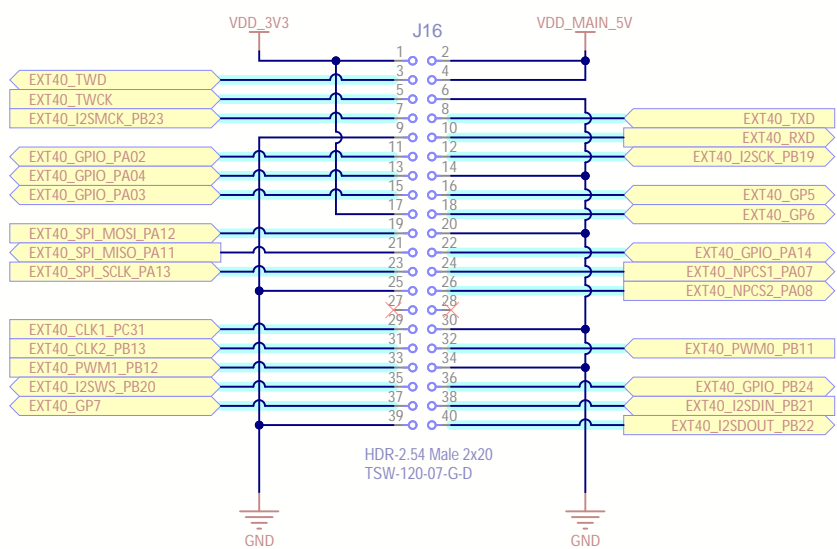 VDD_3V3
VDD_MAIN_5V
J16
1 2
EXT40_TWD 3 4
EXT40_TWCK 5 6
EXT40_I2SMCK_PB23 7 8 EXT40_TXD
9 10 EXT40_RXD
EXT40_GPIO_PA02 11 12 EXT40_I2SCK_PB19
EXT40_GPIO_PA04 13 14
EXT40_GPIO_PA03 15 16 EXT40_GP5
17 18 EXT40_GP6
EXT40_SPI_MOSI_PA12 19 20
EXT40_SPI_MISO_PA11 21 22 EXT40_GPIO_PA14
EXT40_SPI_SCLK_PA13 23 24 EXT40_NPCS1_PA07
25 26 EXT40_NPCS2_PA08
27 28
EXT40_CLK1_PC31 29 30
EXT40_CLK2_PB13 31 32 EXT40_PWM0_PB11
EXT40_PWM1_PB12 33 34
EXT40_I2SWS_PB20 35 36 EXT40_GPIO_PB24
EXT40_GP7 37 38 EXT40_I2SDIN_PB21
39 40 EXT40_I2SDOUT_PB22
HDR-2.54 Male 2x20
TSW-120-07-G-D
GND
GND